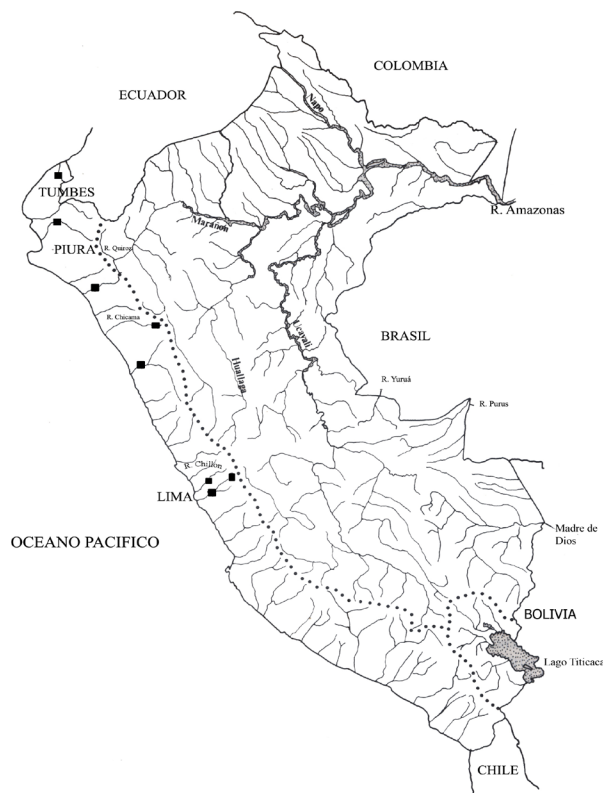 COLOMBIA
ECUADOR
Napo
TUMBES
R. Amazonas
Marañon
PIURA
R. Quiroz
R. Chicama
Ucayali
BRASIL
Huallaga
R. Yuruá
R. Purus
R. Chillón
LIMA
OCEANO PACIFICO
Madre de
Dios
BOLIVIA
Lago Titicaca
CHILE